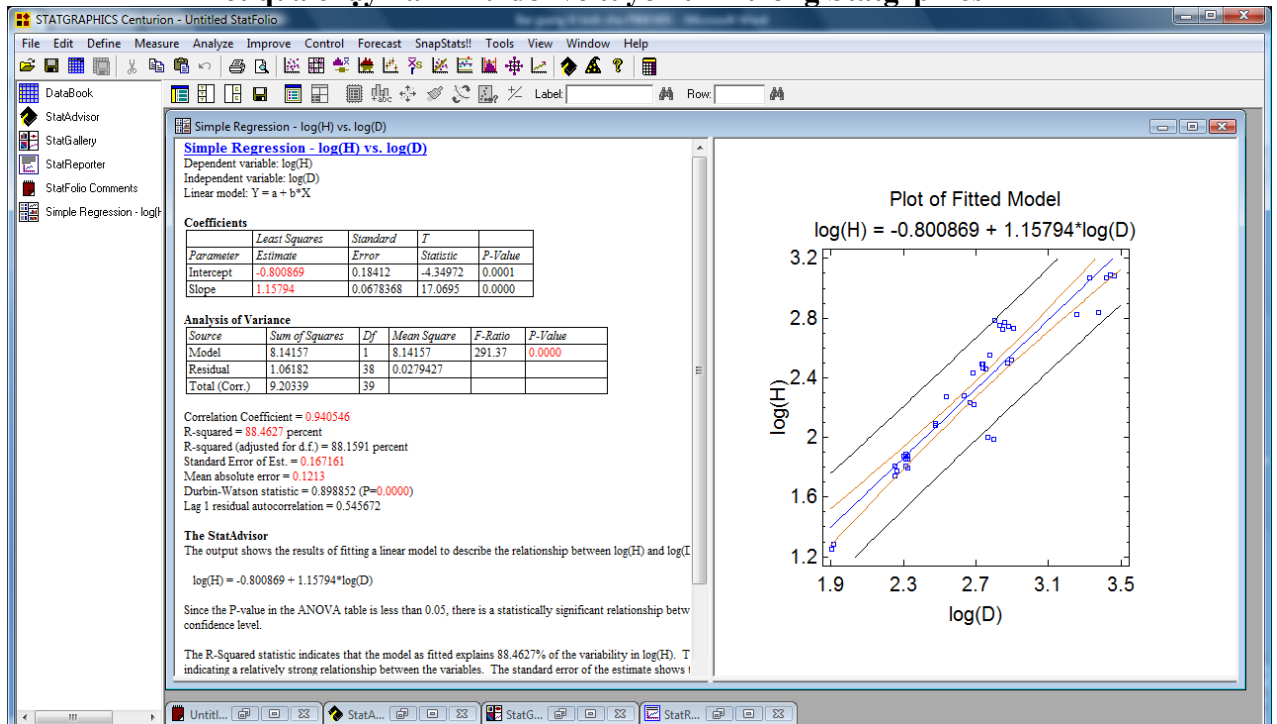 STATGRAPHICS Centurion - Untitled StatFolio
File Edit Define Measure Analyze Improve Control Forecast SnapStats!! Tools View Window Help
Label: Row:
DataBook
StatAdvisor
StatGallery
StatReporter
StatFolio Comments
Simple Regression - log(H
Simple Regression - log(H) vs. log(D)
Simple Regression - log(H) vs. log(D)
Dependent variable: log(H)
Independent variable: log(D)
Linear model: Y = a + b*X
Coefficients
Least Squares Standard T
Parameter Estimate Error Statistic P-Value
Intercept -0.800869 0.18412 -4.34972 0.0001
Slope 1.15794 0.0678368 17.0695 0.0000
Analysis of Variance
Source Sum of Squares Df Mean Square F-Ratio P-Value
Model 8.14157 1 8.14157 291.37 0.0000
Residual 1.06182 38 0.0279427
Total (Corr.) 9.20339 39
Correlation Coefficient = 0.940546
R-squared = 88.4627 percent
R-squared (adjusted for d.f.) = 88.1591 percent
Standard Error of Est. = 0.167161
Mean absolute error = 0.1213
Durbin-Watson statistic = 0.898852 (P=0.0000)
Lag 1 residual autocorrelation = 0.545672
The StatAdvisor
The output shows the results of fitting a linear model to describe the relationship between log(H) and
log(H) = -0.800869 + 1.15794*log(D)
Since the P-value in the ANOVA table is less than 0.05, there is a statistically significant relationship betw
confidence level.
The R-Squared statistic indicates that the model as fitted explains 88.4627% of the variability in log(H). T
indicating a relatively strong relationship between the variables. The standard error of the estimate shows
Plot of Fitted Model
log(H) = -0.800869 + 1.15794*log(D)
3.2
2.8
2.4
2
1.6
1.2
log(H)
1.9 2.3 2.7 3.1 3.5
log(D)
Untitl... StatA... StatG... StatR...